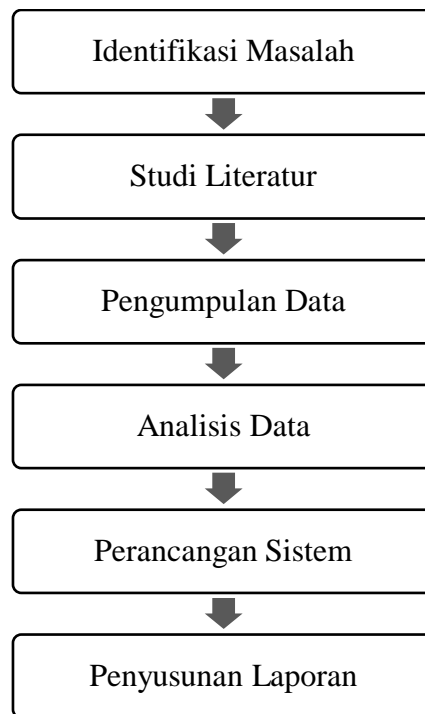 Identifikasi Masalah
Studi Literatur
Pengumpulan Data
Analisis Data
Perancangan Sistem
Penyusunan Laporan